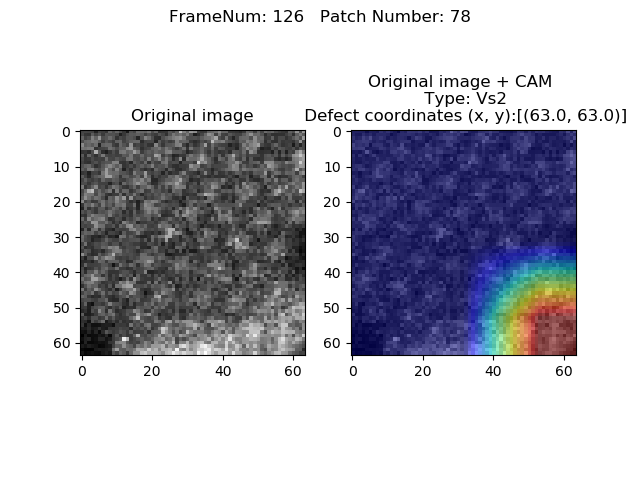 FrameNum: 126   Patch Number: 78
Original image + CAM
Type: Vs2
Original image
Defect coordinates (x, y):[(63.0, 63.0)]
0
10
20
30
40
50
60
0 20 40 60
0
10
20
30
40
50
60
0 20 40 60